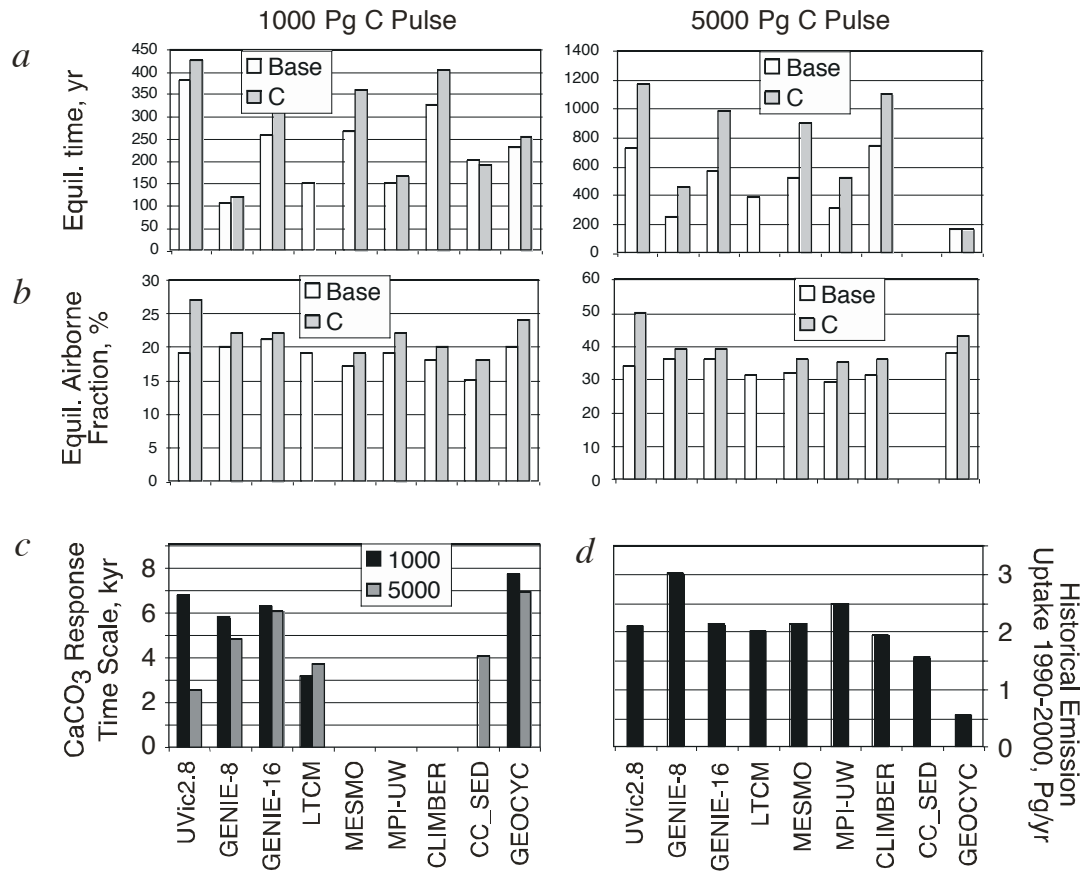 1000 Pg C Pulse
5000 Pg C Pulse
a
Equil. time, yr
450
400
350
300
250
200
150
100
50
0
Base
C
1400
1200
1000
800
600
400
200
0
Base
C
b
Equil. Airborne
Fraction, %
30
25
20
15
10
5
0
Base
C
60
50
40
30
20
10
0
Base
C
c
CaCO3 Response
Time Scale, kyr
8
6
4
2
0
1000
5000
UVic2.8
GENIE-8
GENIE-16
LTCM
MESMO
MPI-UW
CLIMBER
CC_SED
GEOCYC
d
3
2
1
0
Historical Emission
Uptake 1990-2000, Pg/yr
UVic2.8
GENIE-8
GENIE-16
LTCM
MESMO
MPI-UW
CLIMBER
CC_SED
GEOCYC